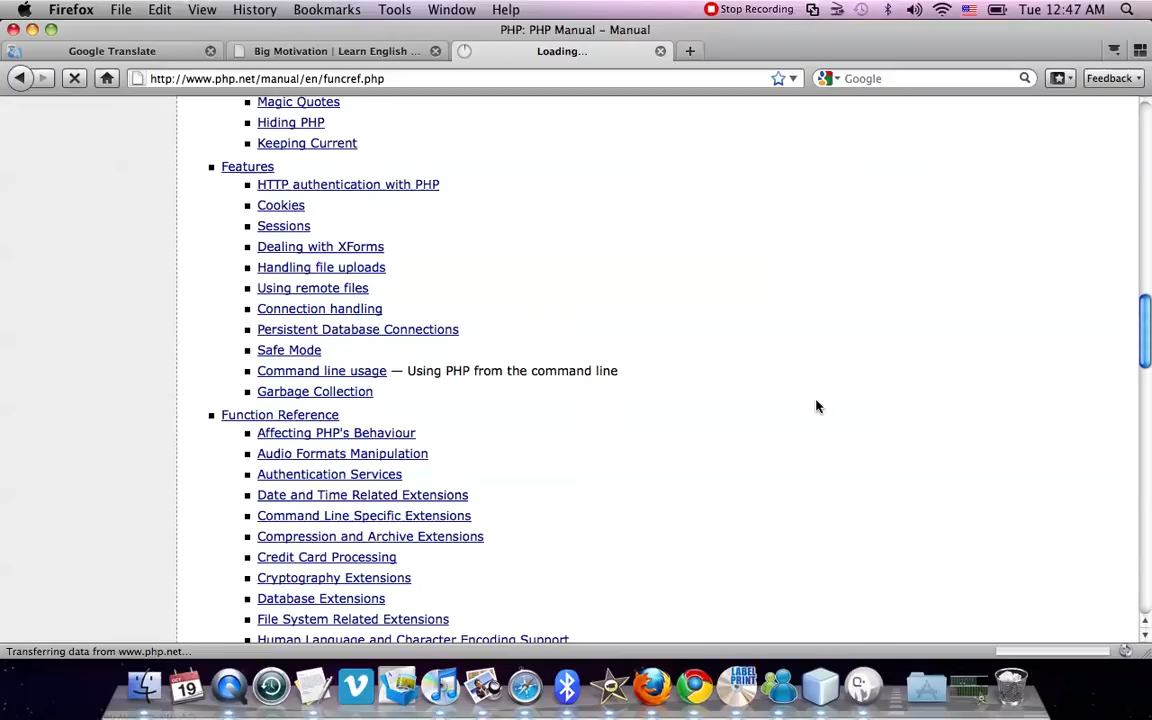 Firefox File Edit View History Bookmarks Tools Window Help Stop Recording Tue 12:47 AM
PHP: PHP Manual – Manual
Google Translate Big Motivation | Learn English ... Loading...
http://www.php.net/manual/en/funcref.php Google Feedback
Magic Quotes
Hiding PHP
Keeping Current
Features
HTTP authentication with PHP
Cookies
Sessions
Dealing with XForms
Handling file uploads
Using remote files
Connection handling
Persistent Database Connections
Safe Mode
Command line usage — Using PHP from the command line
Garbage Collection
Function Reference
Affecting PHP's Behaviour
Audio Formats Manipulation
Authentication Services
Date and Time Related Extensions
Command Line Specific Extensions
Compression and Archive Extensions
Credit Card Processing
Cryptography Extensions
Database Extensions
File System Related Extensions
Human Language and Character Encoding Support
Transferring data from www.php.net...
OCT
19
LABEL
PRINT